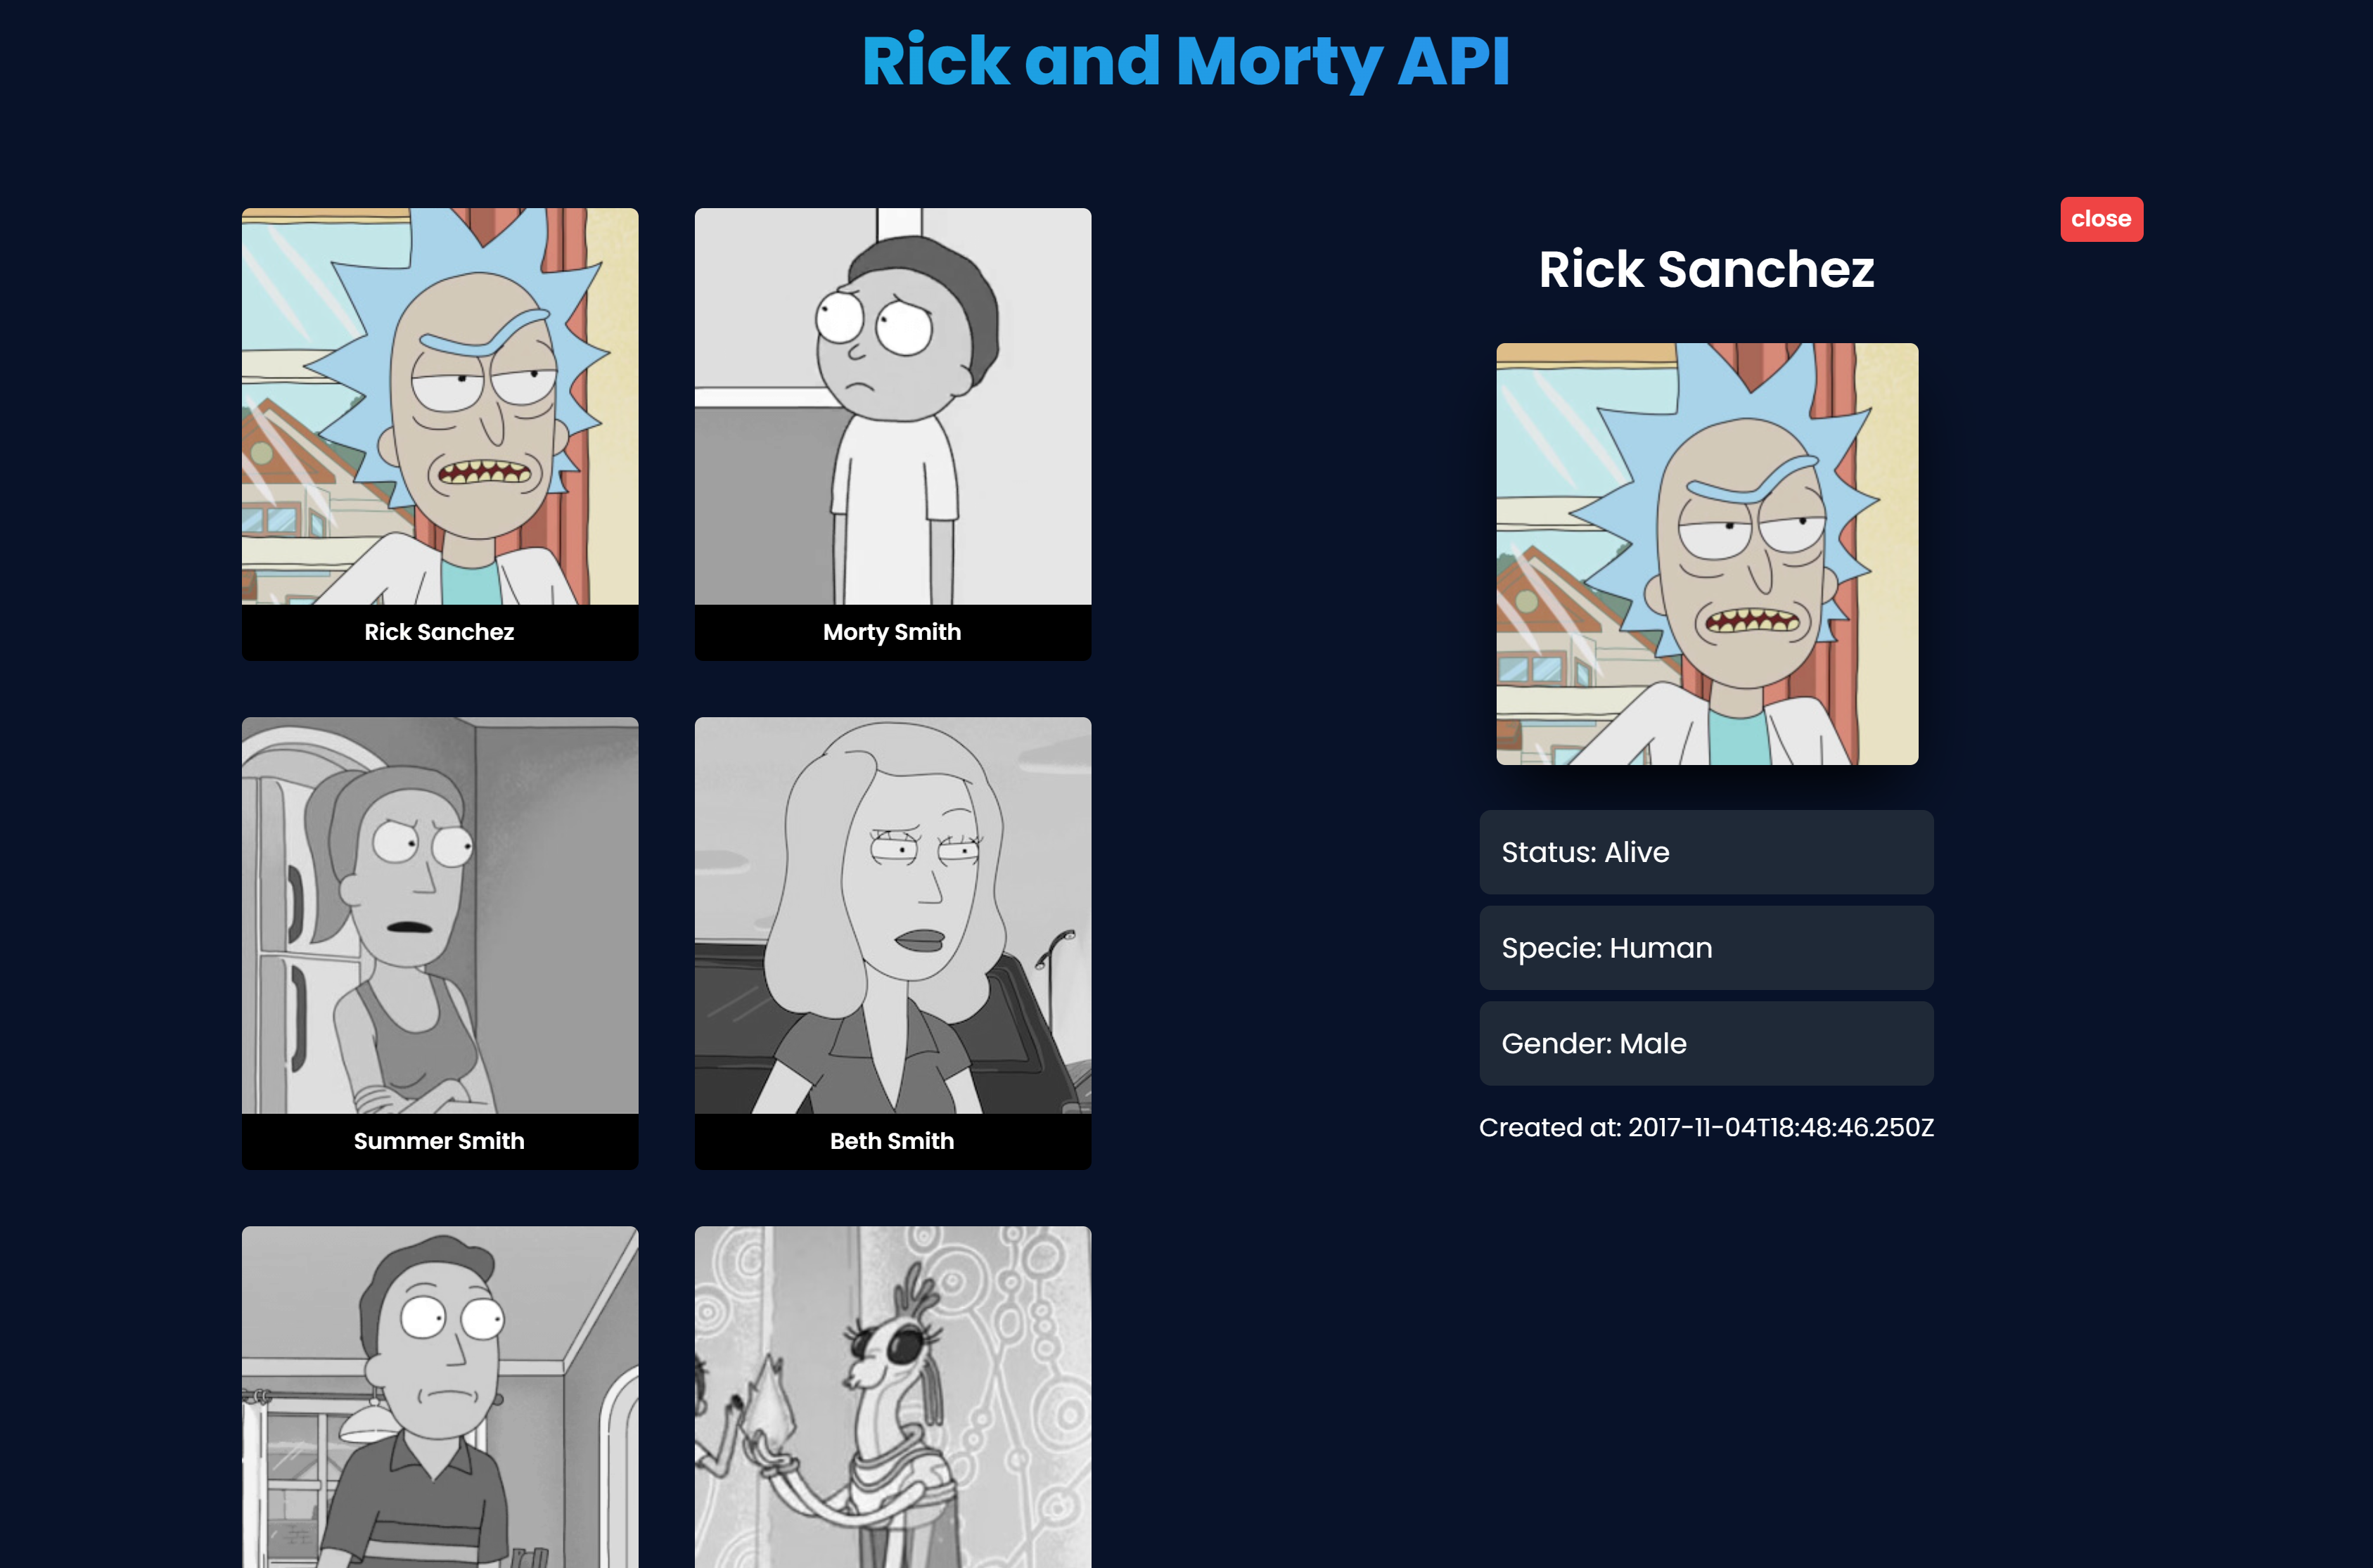 Rick and Morty API
Rick Sanchez
Morty Smith
Summer Smith
Beth Smith
close
Rick Sanchez
Status: Alive
Specie: Human
Gender: Male
Created at: 2017-11-04T18:48:46.250Z